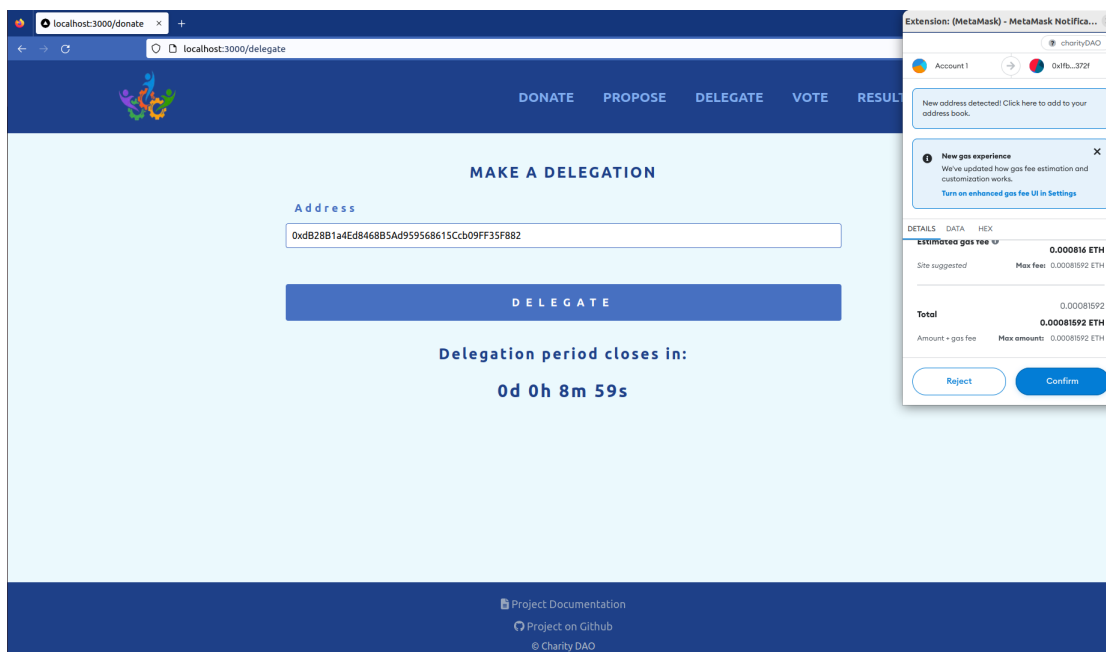 localhost:3000/donate × +
localhost:3000/delegate
DONATE PROPOSE DELEGATE VOTE RESULT
MAKE A DELEGATION
Address
0xdB28B1a4Ed8468B5Ad959568615Ccb09FF35F882
DELEGATE
Delegation period closes in:
0d 0h 8m 59s
Project Documentation
Project on Github
© Charity DAO
Extension: (MetaMask) - MetaMask Notifica...
charityDAO
Account 1 0x1fb...372f
New address detected! Click here to add to your
address book.
New gas experience
We've updated how gas fee estimation and
customization works.
Turn on enhanced gas fee UI in Settings
DETAILS DATA HEX
Estimated gas fee
0.000816 ETH
Site suggested Max fee: 0.00081592 ETH
0.00081592
Total
0.00081592 ETH
Amount + gas fee Max amount: 0.00081592 ETH
Reject Confirm